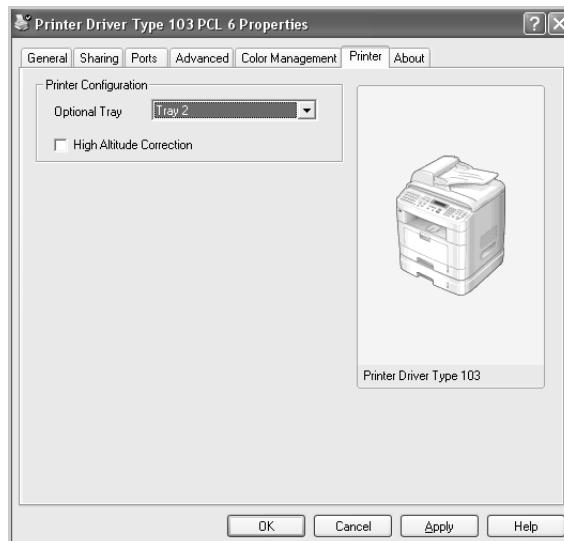 Printer Driver Type 103 PCL 6 Properties
General Sharing Ports Advanced Color Management Printer About
Printer Configuration
Optional Tray Tray 2
High Altitude Correction
Printer Driver Type 103
OK Cancel Apply Help